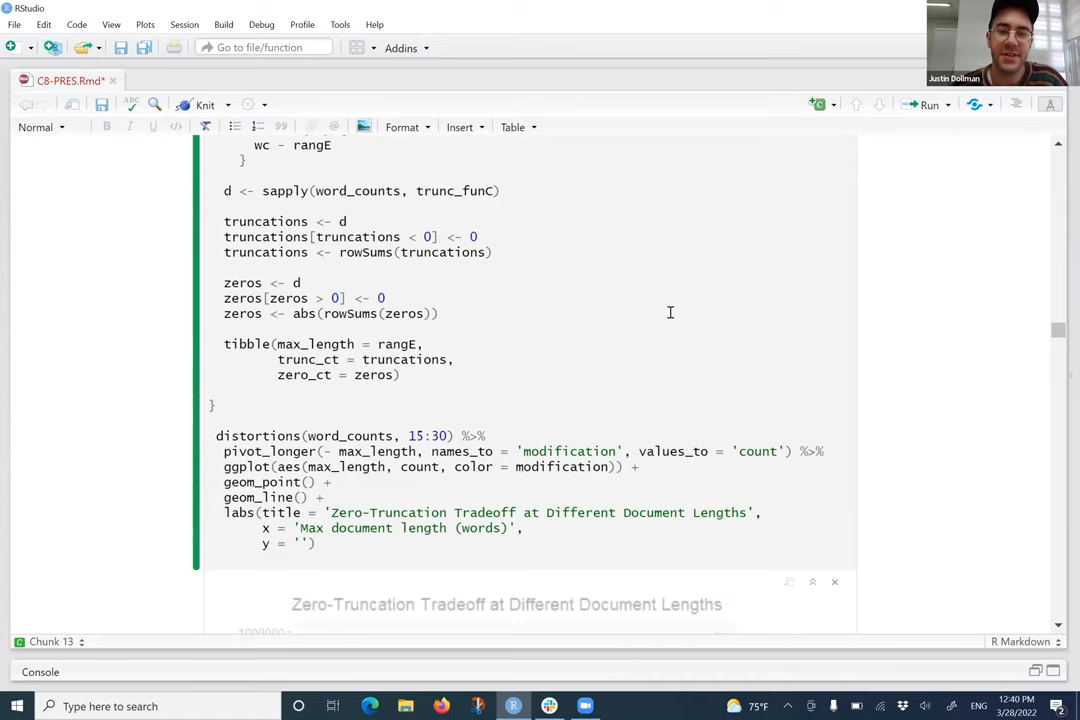 RStudio
File Edit Code View Plots Session Build Debug Profile Tools Help
Go to file/function Addins
Justin Dollman
C8-PRES.Rmd*
ABC Knit Run
Normal B I U Format Insert Table
wc - rangE
}
d <- sapply(word_counts, trunc_funC)
truncations <- d
truncations[truncations < 0] <- 0
truncations <- rowSums(truncations)
zeros <- d
zeros[zeros > 0] <- 0
zeros <- abs(rowSums(zeros))
tibble(max_length = rangE,
trunc_ct = truncations,
zero_ct = zeros)
}
distortions(word_counts, 15:30) %>%
pivot_longer(- max_length, names_to = 'modification', values_to = 'count') %>%
ggplot(aes(max_length, count, color = modification)) +
geom_point() +
geom_line() +
labs(title = 'Zero-Truncation Tradeoff at Different Document Lengths',
x = 'Max document length (words)',
y = '')
Zero-Truncation Tradeoff at Different Document Lengths
1000000
Chunk 13 R Markdown
Console
Type here to search
75°F
12:40 PM
3/28/2022
2